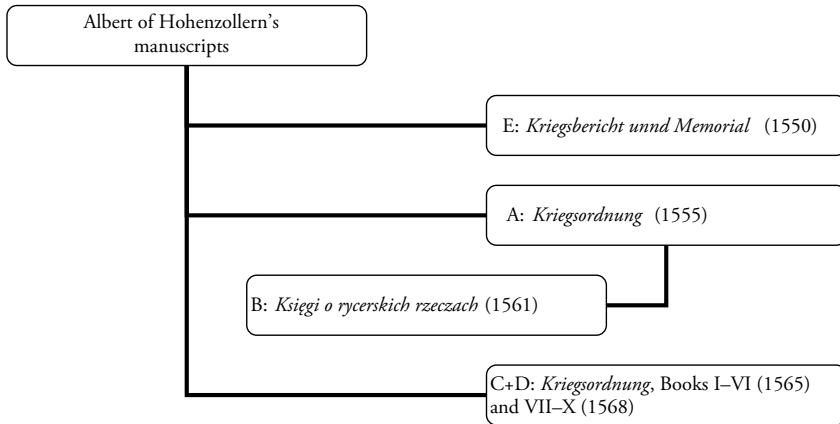 Albert of Hohenzollern’s
manuscripts
E: Kriegsbericht unnd Memorial (1550)
A: Kriegsordnung (1555)
B: Księgi o rycerskich rzeczach (1561)
C+D: Kriegsordnung, Books I–VI (1565)
and VII–X (1568)